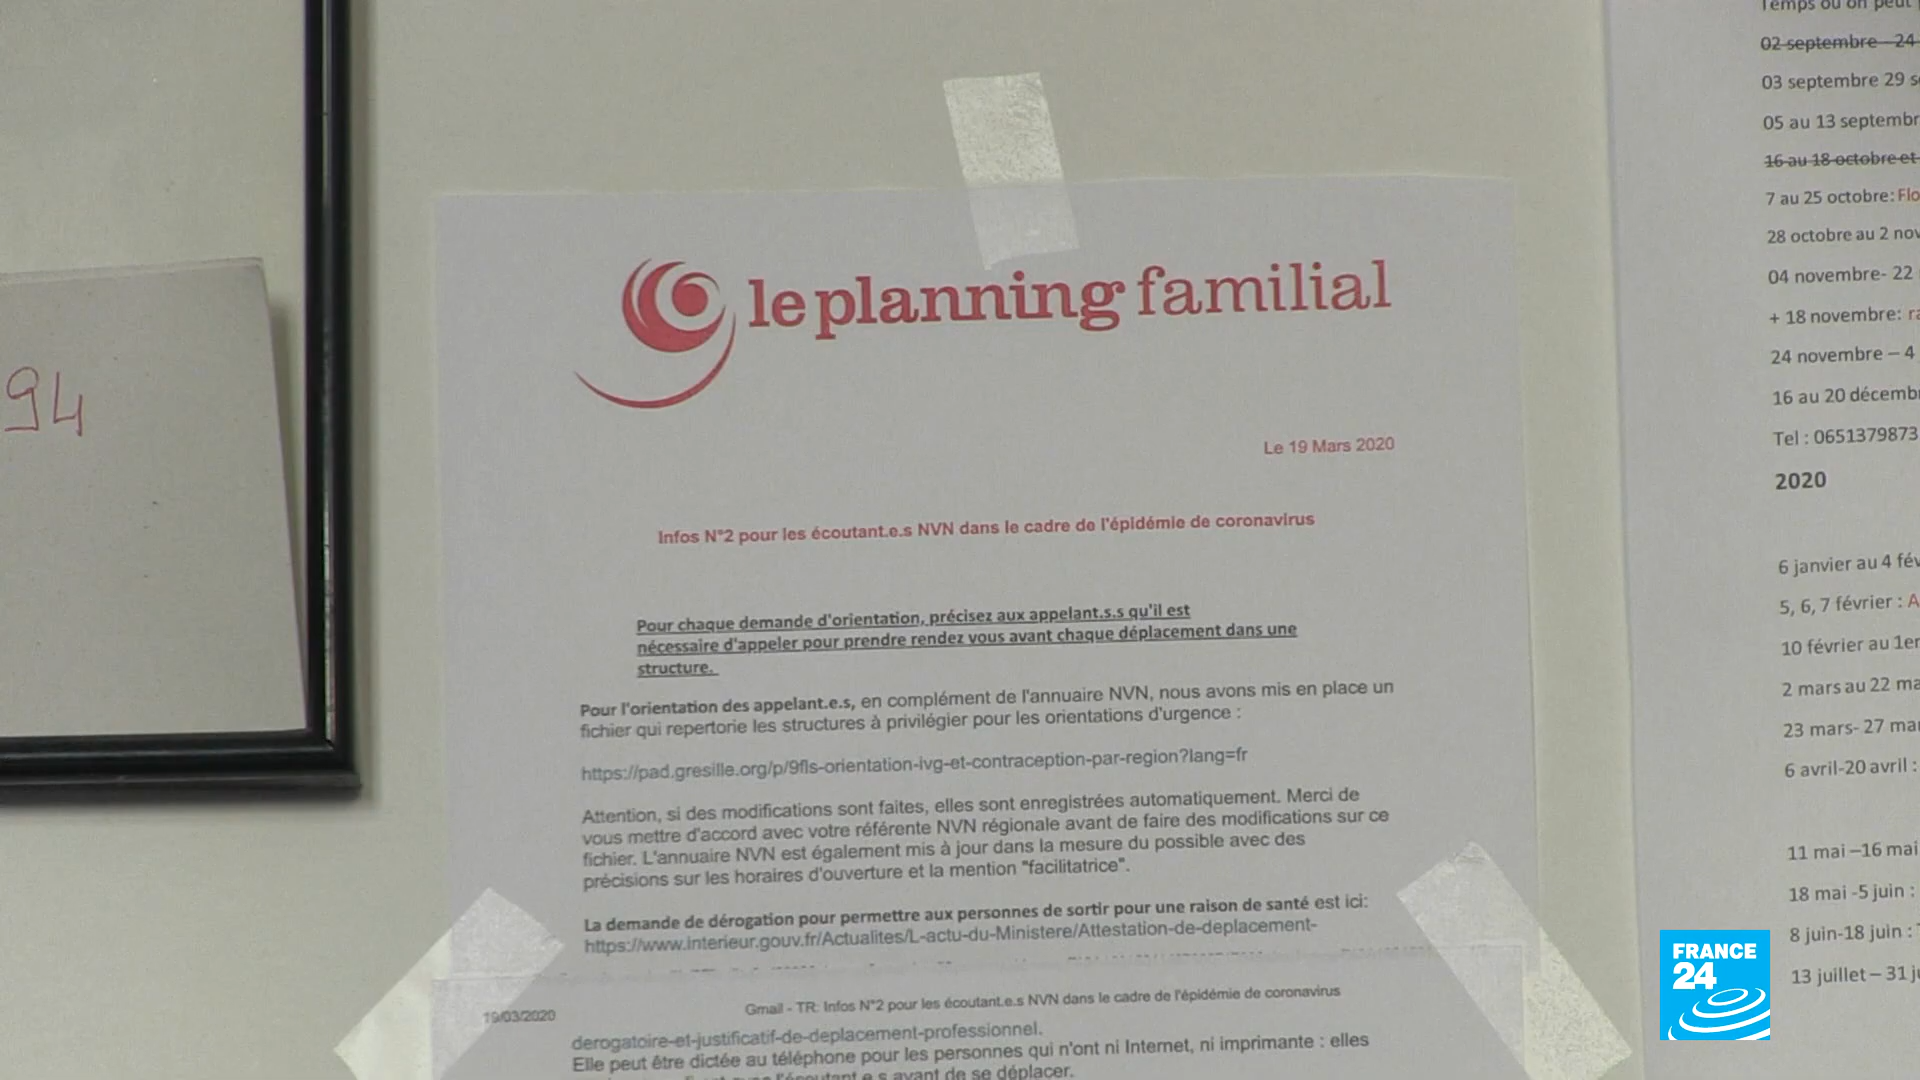 94
le planning familial
Le 19 Mars 2020
Infos N°2 pour les écoutant.e.s NVN dans le cadre de l'épidémie de coronavirus
Pour chaque demande d'orientation, précisez aux appelant.s.s qu'il est
nécessaire d'appeler pour prendre rendez vous avant chaque déplacement dans une
structure.
Pour l'orientation des appelant.e.s, en complément de l'annuaire NVN, nous avons mis en place un
fichier qui repertorie les structures à privilégier pour les orientations d'urgence :
https://pad.gresille.org/p/9fls-orientation-ivg-et-contraception-par-region?lang=fr
Attention, si des modifications sont faites, elles sont enregistrées automatiquement. Merci de
vous mettre d'accord avec votre référente NVN régionale avant de faire des modifications sur ce
fichier. L'annuaire NVN est également mis à jour dans la mesure du possible avec des
précisions sur les horaires d'ouverture et la mention "facilitatrice".
La demande de dérogation pour permettre aux personnes de sortir pour une raison de santé est ici:
https://www.interieur.gouv.fr/Actualites/L-actu-du-Ministere/Attestation-de-deplacement-
19/03/2020
Gmail - TR: Infos N°2 pour les écoutant.e.s NVN dans le cadre de l'épidémie de coronavirus
derogatoire-et-justificatif-de-deplacement-professionnel.
Elle peut être dictée au téléphone pour les personnes qui n'ont ni Internet, ni imprimante : elles
l'écoutant.e.s avant de se déplacer.
Temps ou on peut
02 septembre - 24
03 septembre 29 s
05 au 13 septembr
16 au 18 octobre et
7 au 25 octobre: Flo
28 octobre au 2 nov
04 novembre- 22
+ 18 novembre: ra
24 novembre – 4
16 au 20 décemb
Tel : 0651379873
2020
6 janvier au 4 fév
5, 6, 7 février : A
10 février au 1er
2 mars au 22 ma
23 mars- 27 mar
6 avril-20 avril :
11 mai –16 mai
18 mai -5 juin :
8 juin-18 juin :
13 juillet – 31 ju
FRANCE
24